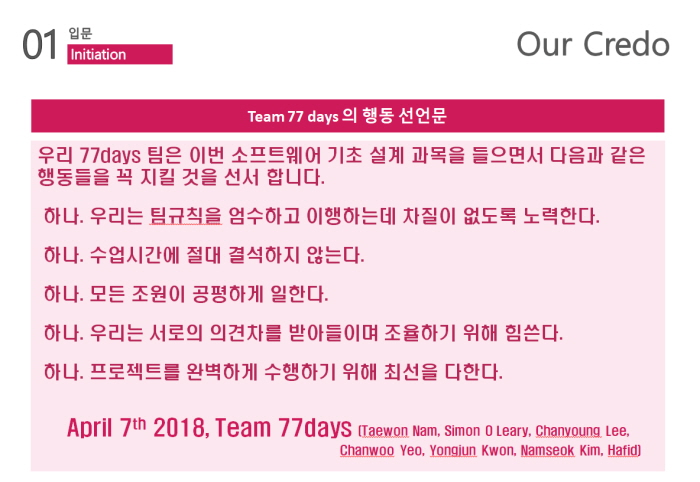 01 입문
Initiation
Our Credo
Team 77 days 의 행동 선언문
우리 77days 팀은 이번 소프트웨어 기초 설계 과목을 들으면서 다음과 같은
행동들을 꼭 지킬 것을 선서 합니다.
하나. 우리는 팀규칙을 엄수하고 이행하는데 차질이 없도록 노력한다.
하나. 수업시간에 절대 결석하지 않는다.
하나. 모든 조원이 공평하게 일한다.
하나. 우리는 서로의 의견차를 받아들이며 조율하기 위해 힘쓴다.
하나. 프로젝트를 완벽하게 수행하기 위해 최선을 다한다.
April 7th 2018, Team 77days (Taewon Nam, Simon O Leary, Chanyoung Lee,
Chanwoo Yeo, Yongjun Kwon, Namseok Kim, Hafid)